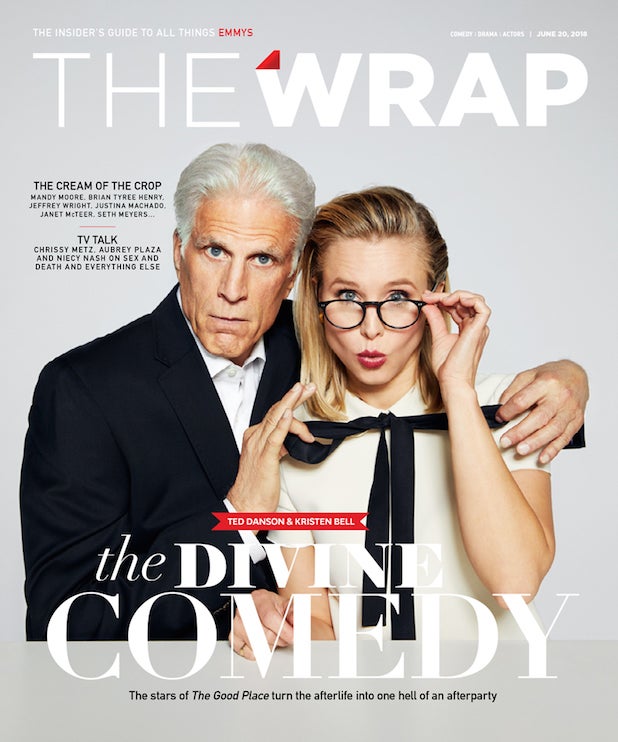 THE INSIDER'S GUIDE TO ALL THINGS EMMYS
COMEDY | DRAMA | ACTORS | JUNE 20, 2018
THE WRAP
THE CREAM OF THE CROP
MANDY MOORE, BRIAN TYREE HENRY,
JEFFREY WRIGHT, JUSTINA MACHADO,
JANET McTEER, SETH MEYERS...
TV TALK
CHRISSY METZ, AUBREY PLAZA
AND NIECY NASH ON SEX AND
DEATH AND EVERYTHING ELSE
TED DANSON & KRISTEN BELL
the DIVINE
COMEDY
The stars of The Good Place turn the afterlife into one hell of an afterparty